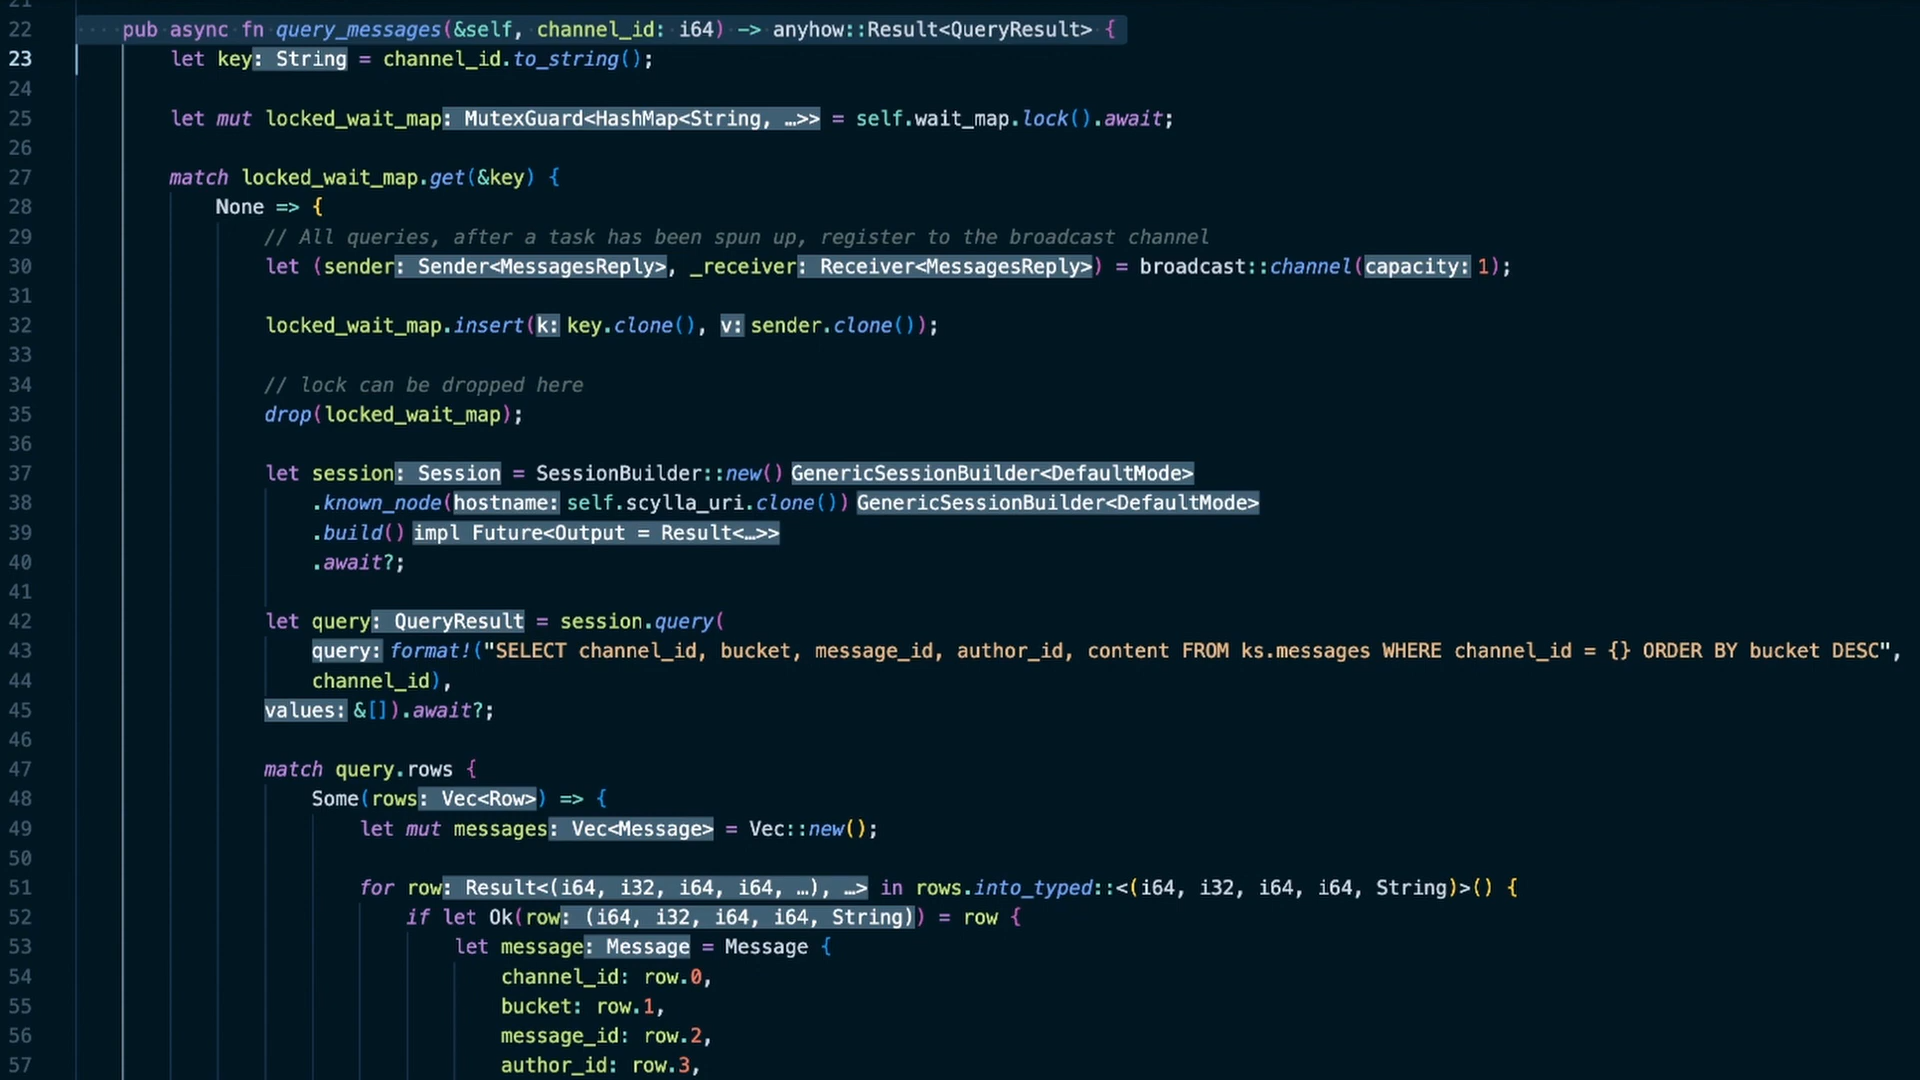 21
22 pub async fn query_messages(&self, channel_id: i64) -> anyhow::Result<QueryResult> {
23 let key: String = channel_id.to_string();
24
25 let mut locked_wait_map: MutexGuard<HashMap<String, …>> = self.wait_map.lock().await;
26
27 match locked_wait_map.get(&key) {
28 None => {
29 // All queries, after a task has been spun up, register to the broadcast channel
30 let (sender: Sender<MessagesReply>, _receiver: Receiver<MessagesReply>) = broadcast::channel(capacity: 1);
31
32 locked_wait_map.insert(k: key.clone(), v: sender.clone());
33
34 // lock can be dropped here
35 drop(locked_wait_map);
36
37 let session: Session = SessionBuilder::new() GenericSessionBuilder<DefaultMode>
38 .known_node(hostname: self.scylla_uri.clone()) GenericSessionBuilder<DefaultMode>
39 .build() impl Future<Output = Result<…>>
40 .await?;
41
42 let query: QueryResult = session.query(
43 query: format!("SELECT channel_id, bucket, message_id, author_id, content FROM ks.messages WHERE channel_id = {} ORDER BY bucket DESC",
44 channel_id),
45 values: &[]).await?;
46
47 match query.rows {
48 Some(rows: Vec<Row>) => {
49 let mut messages: Vec<Message> = Vec::new();
50
51 for row: Result<(i64, i32, i64, i64, …), …> in rows.into_typed::<(i64, i32, i64, i64, String)>() {
52 if let Ok(row: (i64, i32, i64, i64, String)) = row {
53 let message: Message = Message {
54 channel_id: row.0,
55 bucket: row.1,
56 message_id: row.2,
57 author_id: row.3,